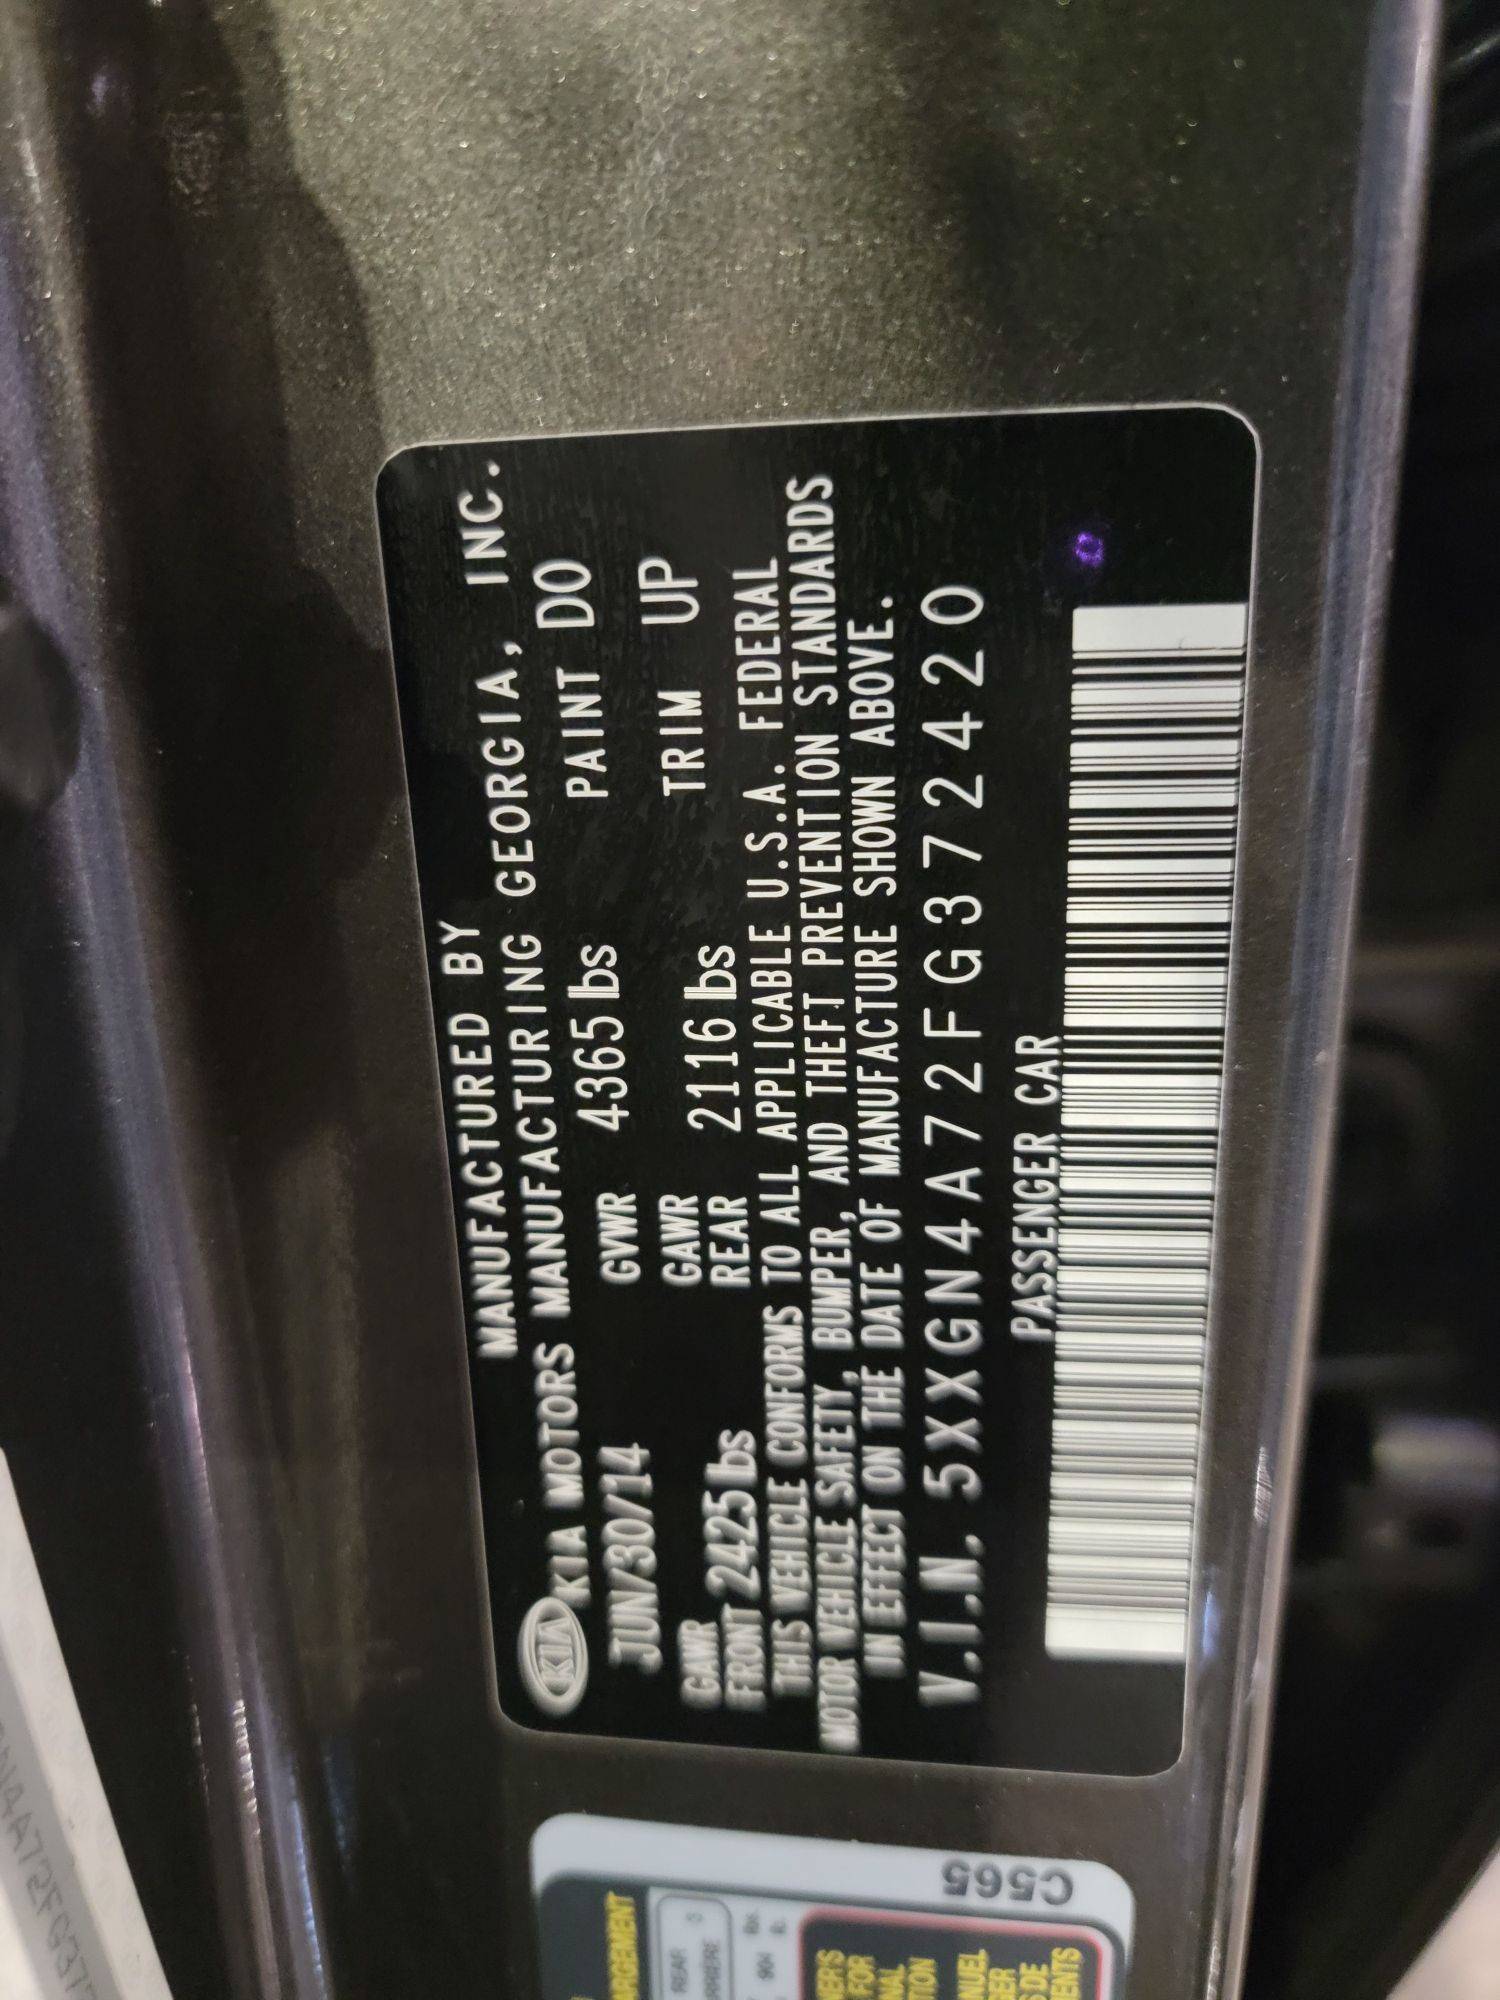 MANUFACTURED BY
KIA KIA MOTORS MANUFACTURING GEORGIA, INC.
JUN/30/14 GVWR 4365 lbs PAINT DO
GAWR FRONT 2425 lbs GAWR REAR 2116 lbs TRIM UP
THIS VEHICLE CONFORMS TO ALL APPLICABLE U.S.A. FEDERAL
MOTOR VEHICLE SAFETY, BUMPER, AND THEFT PREVENTION STANDARDS
IN EFFECT ON THE DATE OF MANUFACTURE SHOWN ABOVE.
V.I.N. 5XXGN4A72FG372420
PASSENGER CAR
C565
REAR